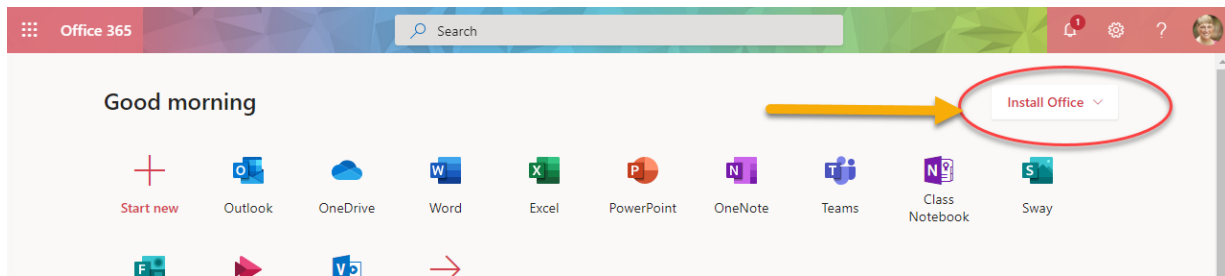 Office 365
Search
1
?
Good morning
Install Office
O
W
X
P
N
T
N
S
Start new
Outlook
OneDrive
Word
Excel
PowerPoint
OneNote
Teams
Class
Notebook
Sway
F
V